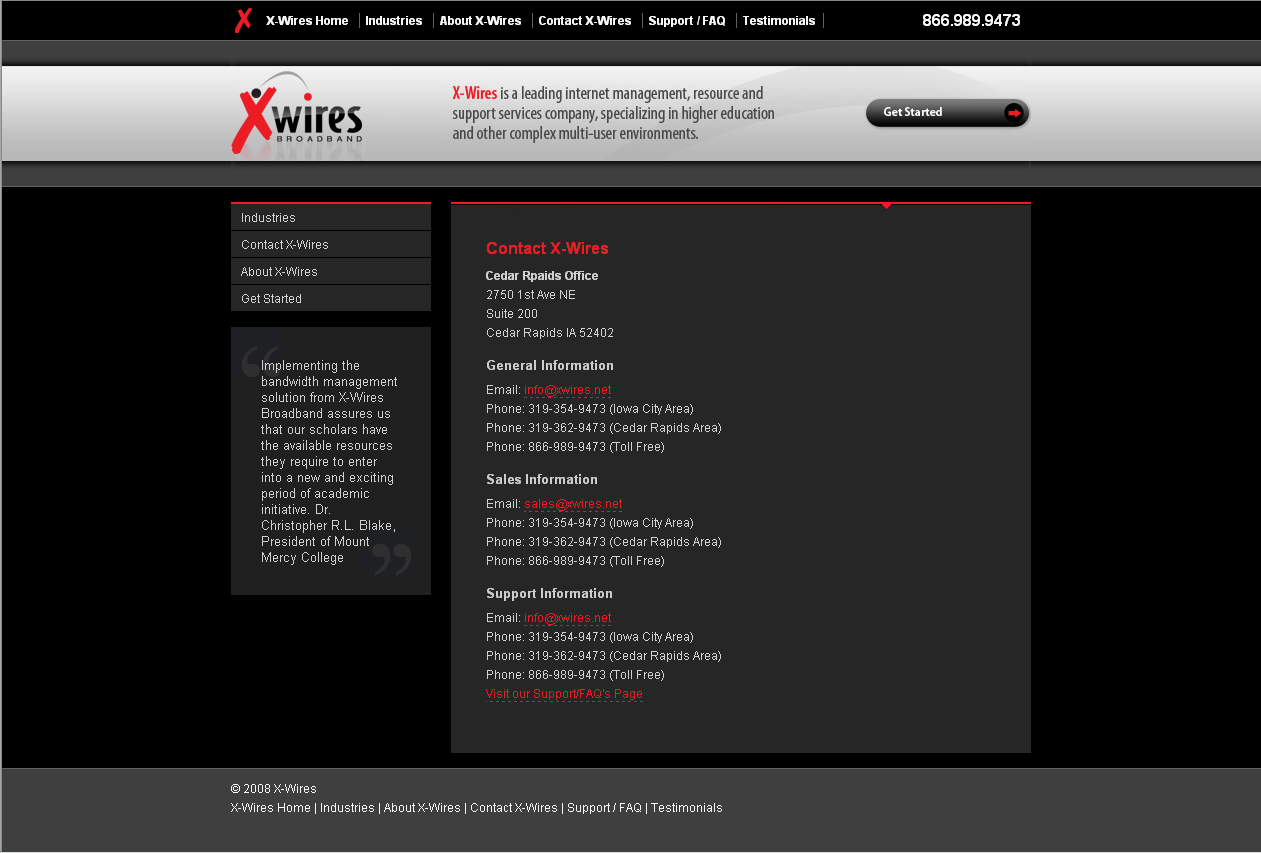 X-Wires Home | Industries | About X-Wires | Contact X-Wires | Support / FAQ | Testimonials | 866.989.9473
Xwires
BROADBAND
X-Wires is a leading internet management, resource and
support services company, specializing in higher education
and other complex multi-user environments.
Get Started
Industries
Contact X-Wires
About X-Wires
Get Started
“Implementing the
bandwidth management
solution from X-Wires
Broadband assures us
that our scholars have
the available resources
they require to enter
into a new and exciting
period of academic
initiative. Dr.
Christopher R.L. Blake,
President of Mount
Mercy College ”
Contact X-Wires
Cedar Rpaids Office
2750 1st Ave NE
Suite 200
Cedar Rapids IA 52402
General Information
Email: info@xwires.net
Phone: 319-354-9473 (Iowa City Area)
Phone: 319-362-9473 (Cedar Rapids Area)
Phone: 866-989-9473 (Toll Free)
Sales Information
Email: sales@xwires.net
Phone: 319-354-9473 (Iowa City Area)
Phone: 319-362-9473 (Cedar Rapids Area)
Phone: 866-989-9473 (Toll Free)
Support Information
Email: info@xwires.net
Phone: 319-354-9473 (Iowa City Area)
Phone: 319-362-9473 (Cedar Rapids Area)
Phone: 866-989-9473 (Toll Free)
Visit our Support/FAQ's Page
© 2008 X-Wires
X-Wires Home | Industries | About X-Wires | Contact X-Wires | Support / FAQ | Testimonials